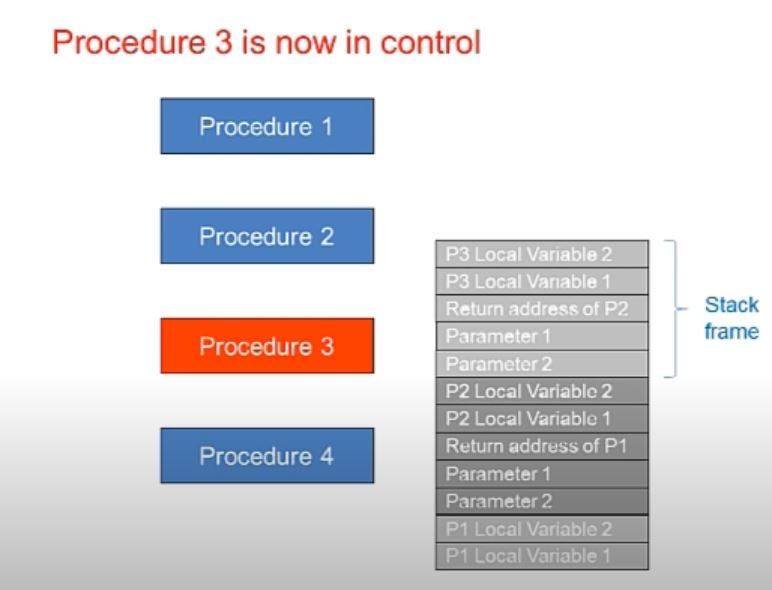 Procedure 3 is now in control
Procedure 1
Procedure 2
Procedure 3
Procedure 4
P3 Local Variable 2
P3 Local Variable 1
Return address of P2
Parameter 1
Parameter 2
P2 Local Variable 2
P2 Local Variable 1
Return address of P1
Parameter 1
Parameter 2
P1 Local Variable 2
P1 Local Variable 1
Stack
frame